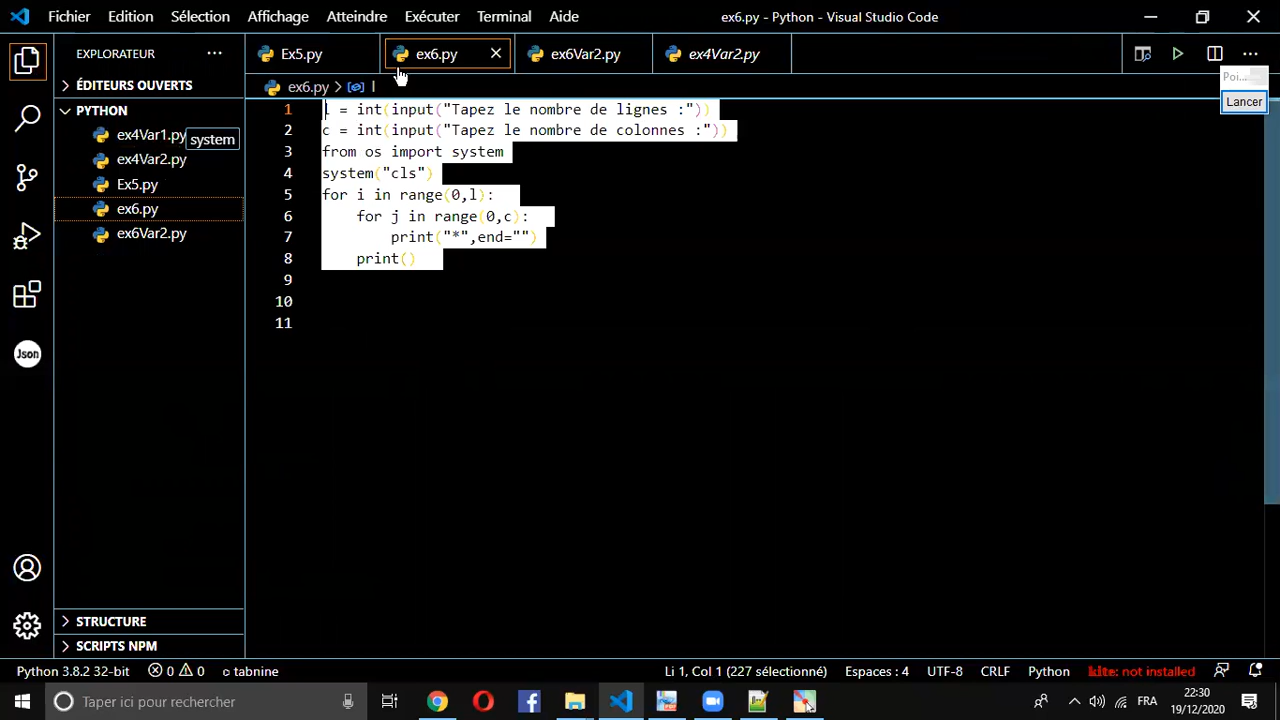 Fichier Edition Sélection Affichage Atteindre Exécuter Terminal Aide ex6.py - Python - Visual Studio Code
EXPLORATEUR
Ex5.py ex6.py ex6Var2.py ex4Var2.py
Poi...
Lancer
ÉDITEURS OUVERTS
ex6.py > l
PYTHON
ex4Var1.py
system
ex4Var2.py
Ex5.py
ex6.py
ex6Var2.py
1 l = int(input("Tapez le nombre de lignes :"))
2 c = int(input("Tapez le nombre de colonnes :"))
3 from os import system
4 system("cls")
5 for i in range(0,l):
6 for j in range(0,c):
7 print("*",end="")
8 print()
9
10
11
Json
STRUCTURE
SCRIPTS NPM
Python 3.8.2 32-bit 0 0 tabnine Li 1, Col 1 (227 sélectionné) Espaces : 4 UTF-8 CRLF Python kite: not installed
Taper ici pour rechercher
FRA
22:30
19/12/2020